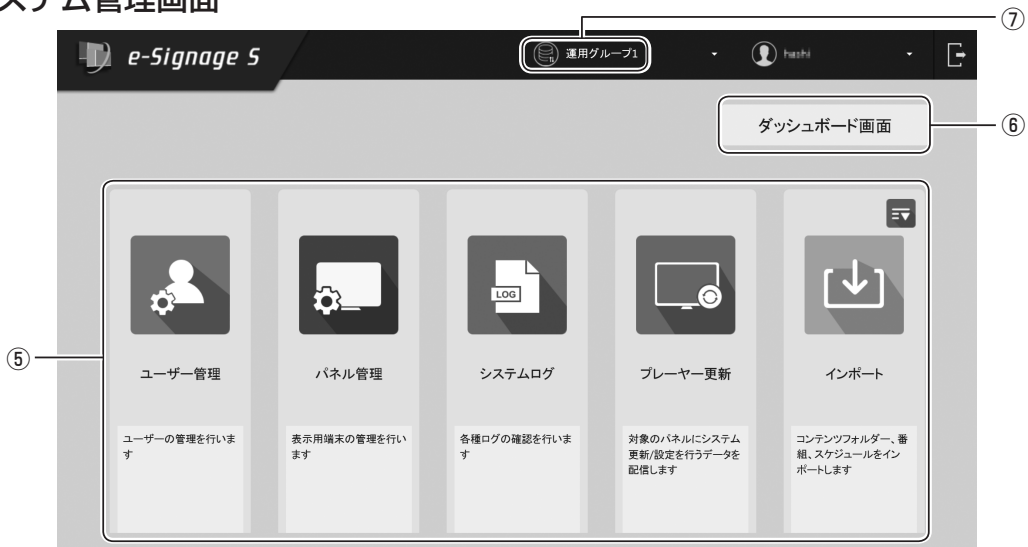 ステム管理画面
⑦
e-Signage S
運用グループ1
ダッシュボード画面
⑥
LOG
⑤
ユーザー管理
パネル管理
システムログ
プレーヤー更新
インポート
ユーザーの管理を行いま
す
表示用端末の管理を行い
ます
各種ログの確認を行いま
す
対象のパネルにシステム
更新/設定を行うデータを
配信します
コンテンツフォルダー、番
組、スケジュールをイン
ポートします